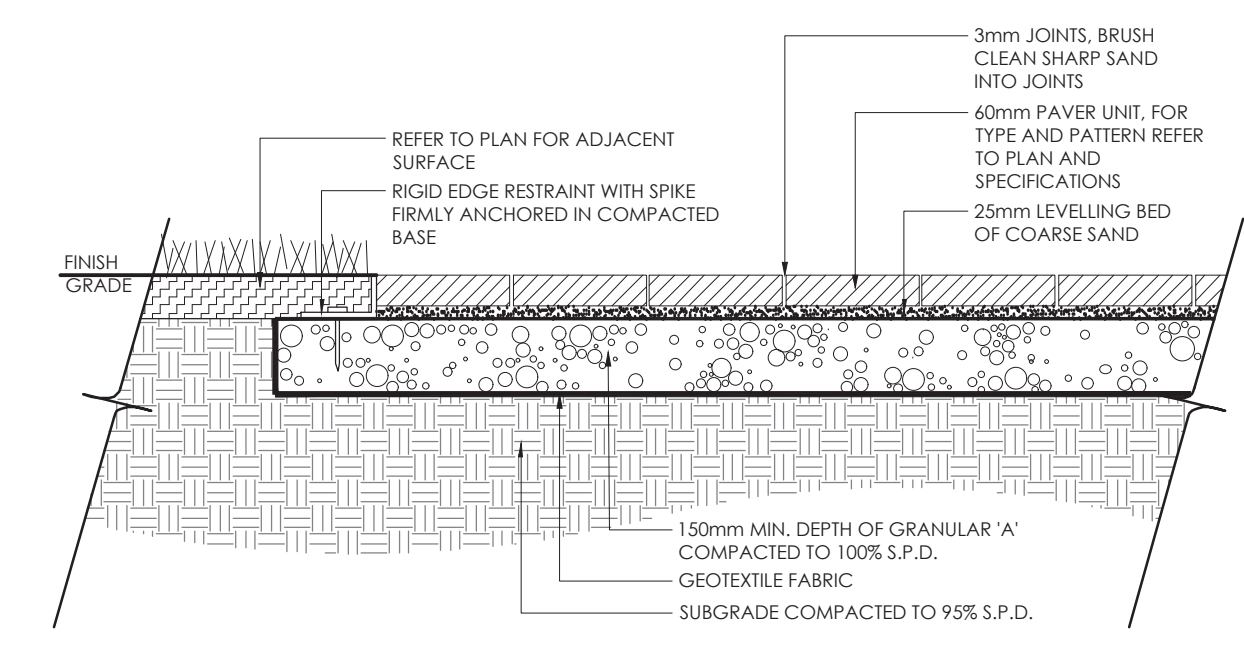 3mm JOINTS, BRUSH
CLEAN SHARP SAND
INTO JOINTS
60mm PAVER UNIT, FOR
TYPE AND PATTERN REFER
TO PLAN AND
SPECIFICATIONS
25mm LEVELLING BED
OF COARSE SAND
REFER TO PLAN FOR ADJACENT
SURFACE
RIGID EDGE RESTRAINT WITH SPIKE
FIRMLY ANCHORED IN COMPACTED
BASE
FINISH
GRADE
150mm MIN. DEPTH OF GRANULAR 'A'
COMPACTED TO 100% S.P.D.
GEOTEXTILE FABRIC
SUBGRADE COMPACTED TO 95% S.P.D.